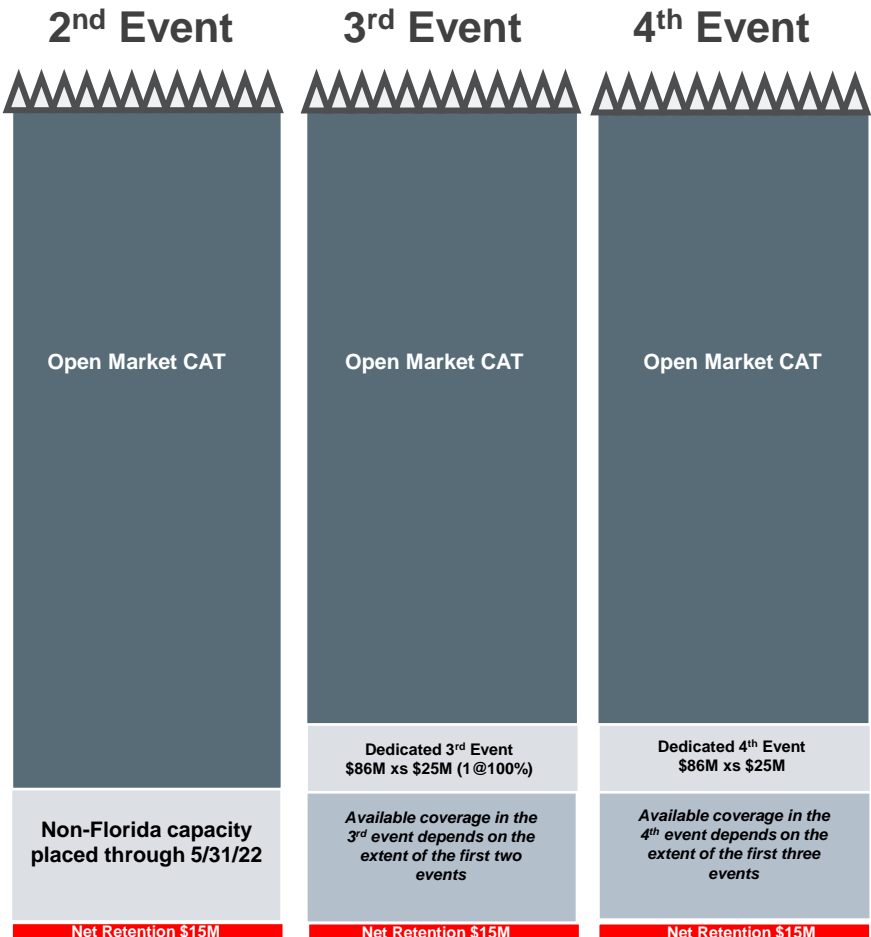 2nd Event
3rd Event
4th Event
Open Market CAT
Open Market CAT
Open Market CAT
Non-Florida capacity
placed through 5/31/22
Dedicated 3rd Event
$86M xs $25M (1@100%)
Available coverage in the
3rd event depends on the
extent of the first two
events
Dedicated 4th Event
$86M xs $25M
Available coverage in the
4th event depends on the
extent of the first three
events
Net Retention $15M
Net Retention $15M
Net Retention $15M